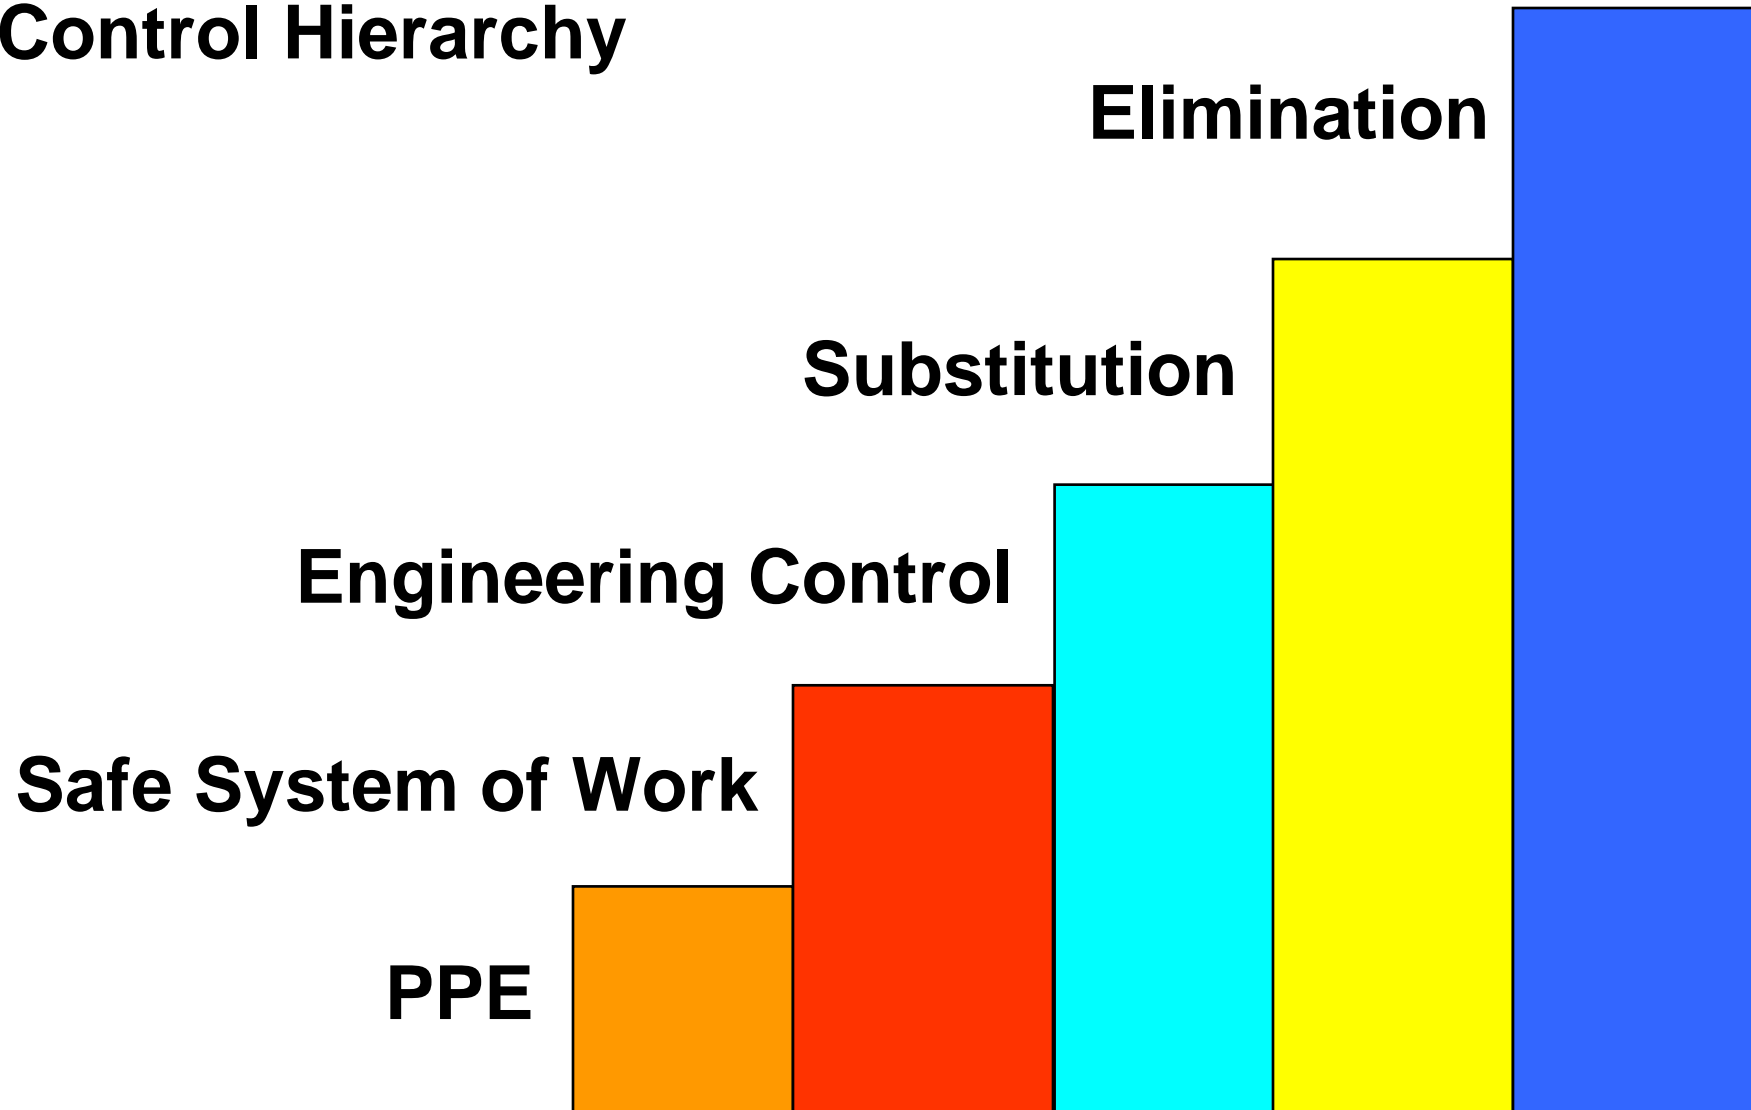 Control Hierarchy
Elimination
Substitution
Engineering Control
Safe System of Work
PPE